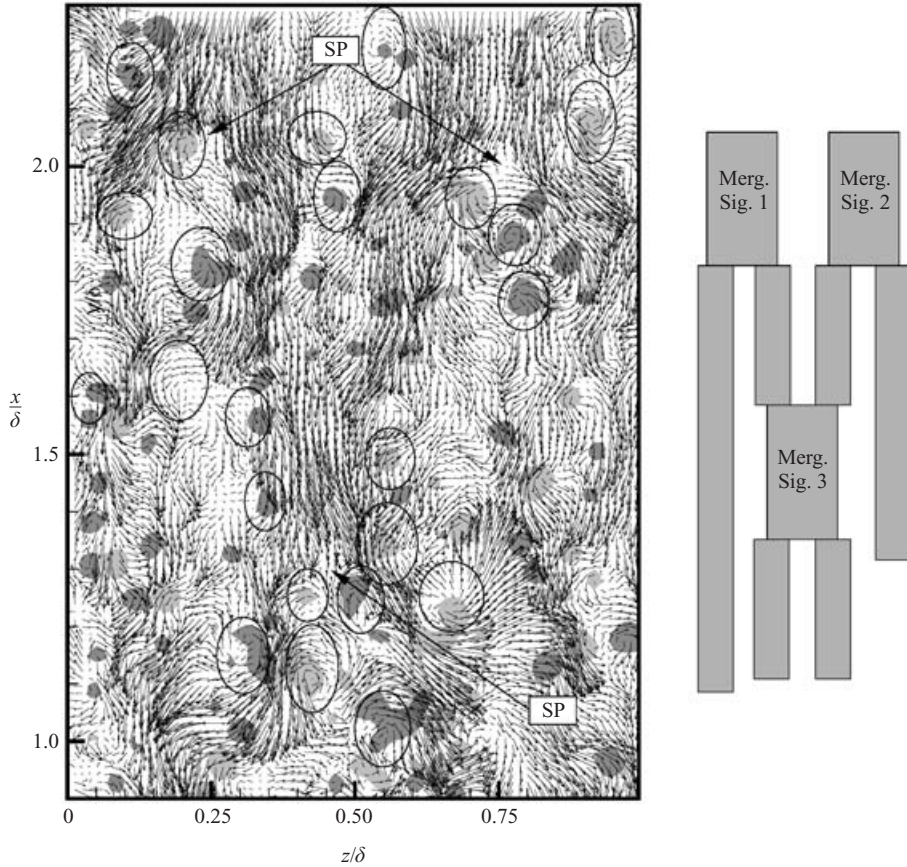 SP
2.0
Merg.
Sig. 1
Merg.
Sig. 2
1.5
x
δ
Merg.
Sig. 3
SP
1.0
0
0.25
0.50
0.75
z/δ